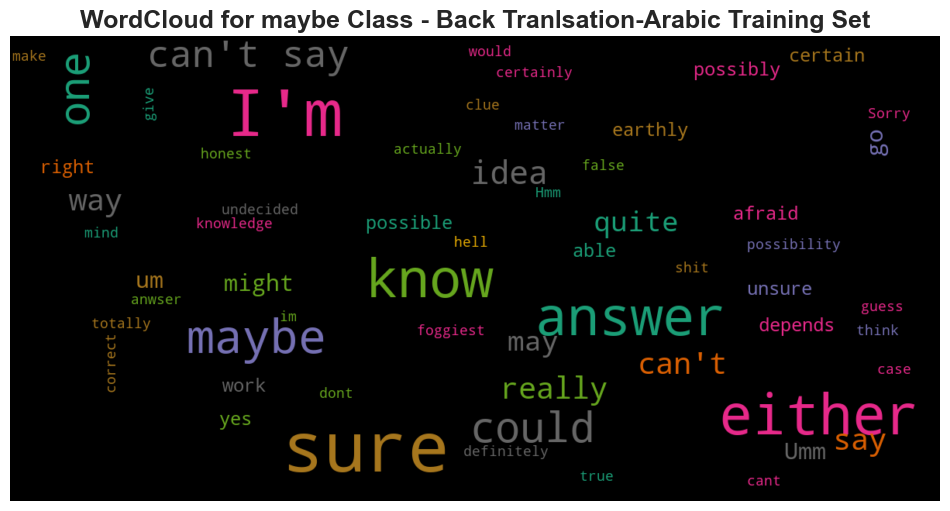 WordCloud for maybe Class - Back Tranlsation-Arabic Training Set
make
one
can't say
would
certainly
possibly
certain
give
I'm
clue
matter
earthly
Sorry
go
honest
actually
right
idea
false
Hmm
way
undecided
knowledge
possible
quite
afraid
mind
hell
able
possibility
shit
um
might
know
unsure
anwser
im
answer
guess
totally
maybe
foggiest
may
depends
think
correct
can't
case
work
dont
really
either
yes
could
say
sure
definitely
Umm
true
cant